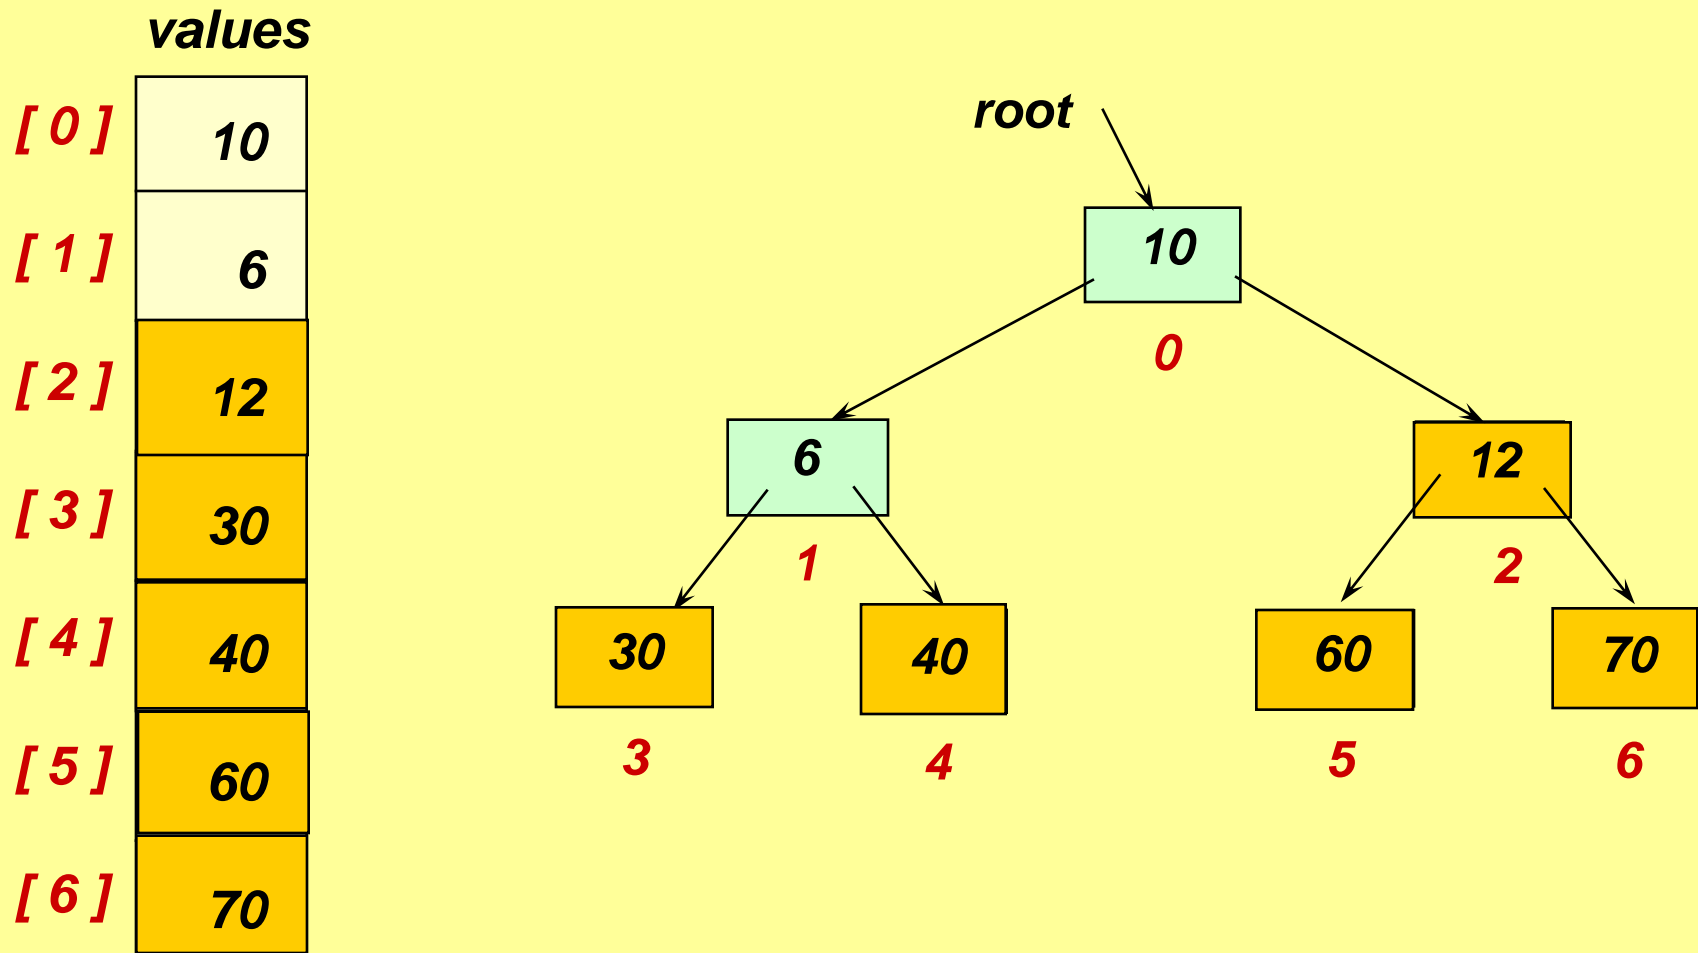 values
[ 0 ] 10
[ 1 ] 6
[ 2 ] 12
[ 3 ] 30
[ 4 ] 40
[ 5 ] 60
[ 6 ] 70
root
10
0
6 12
1 2
30 40 60 70
3 4 5 6